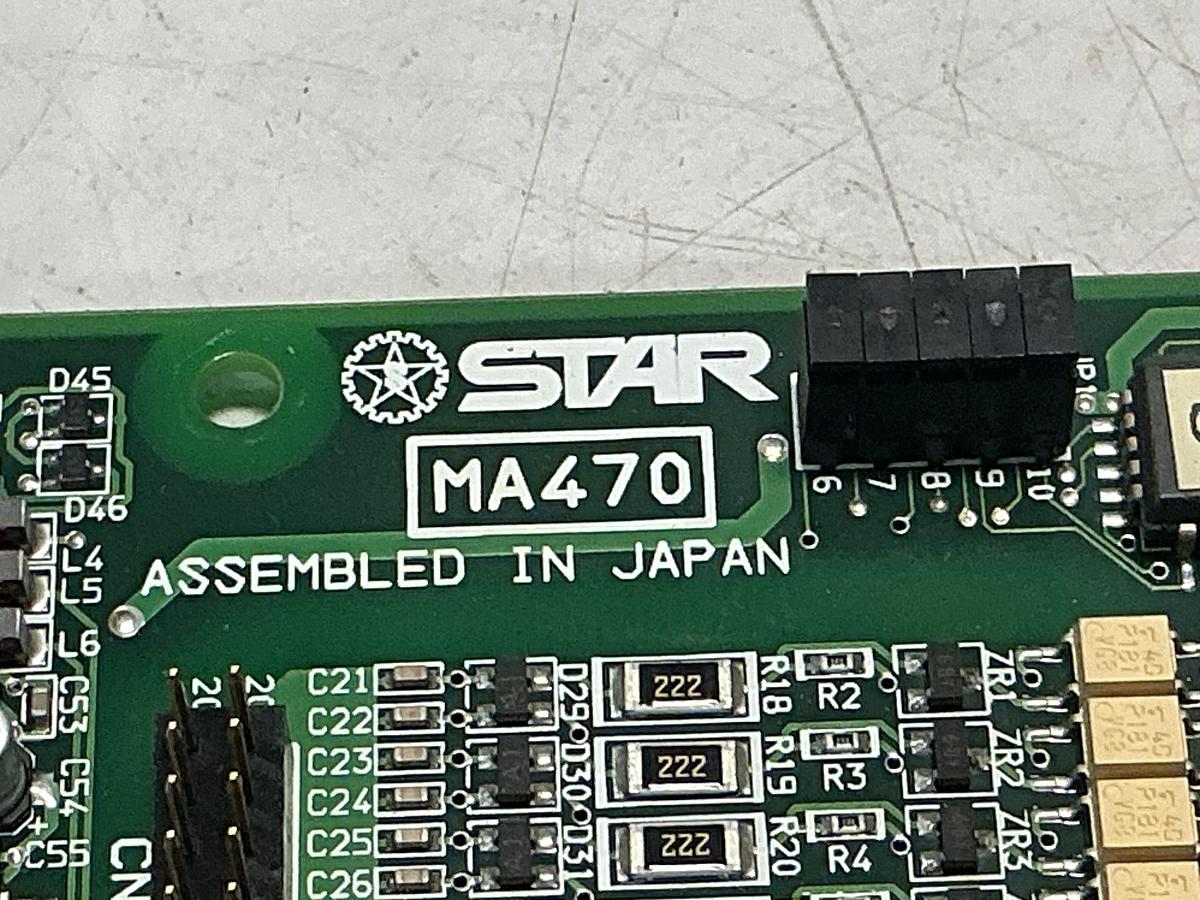 STAR
MA470
ASSEMBLED IN JAPAN
D45
D46
L4
L5
L6
C53
C54
+
C55
CN
20
6
7
8
9
10
C21
C22
C23
C24
C25
C26
D29
D30
D31
222
222
222
R18
R19
R20
R2
R3
R4
ZR1
ZR2
ZR3